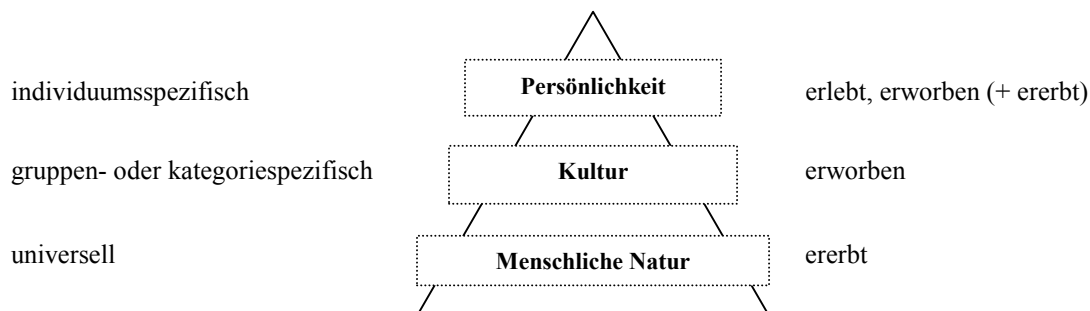 individuumsspezifisch Persönlichkeit erlebt, erworben (+ ererbt)
gruppen- oder kategoriespezifisch Kultur erworben
universell Menschliche Natur ererbt